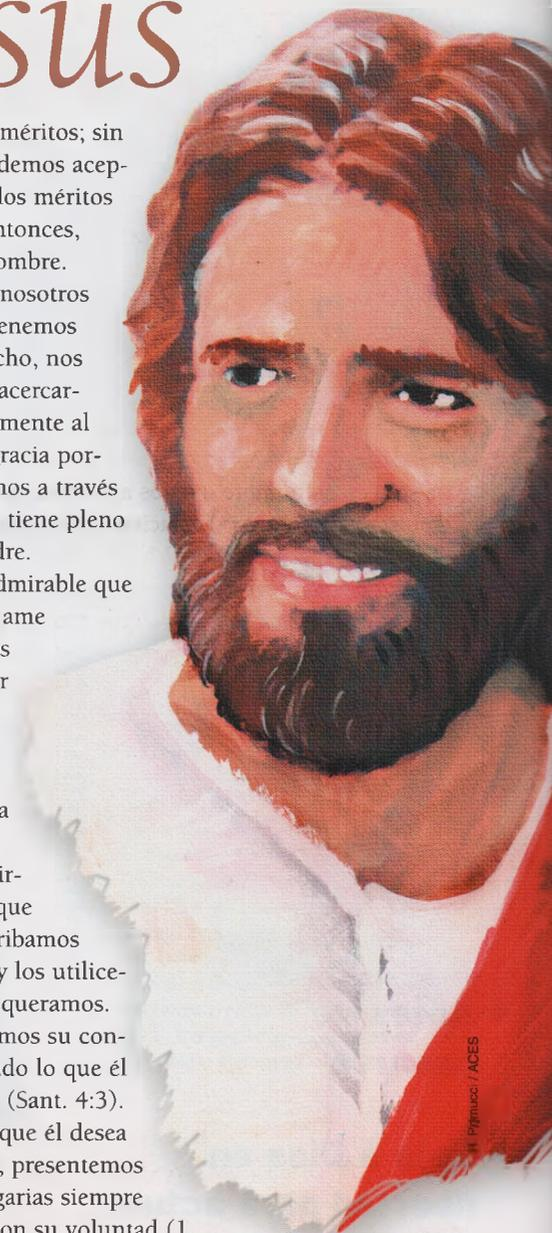 sus
méritos; sin
demos acep-
los méritos
ntonces,
ombre.
nosotros
enemos
cho, nos
acercar-
mente al
racia por-
nos a través
tiene pleno
dre.
dmirable que
ame
s
r
a
ir-
que
ribamos
y los utilice-
queramos.
mos su con-
do lo que él
(Sant. 4:3).
que él desea
, presentemos
garias siempre
on su voluntad (1
/ ACES